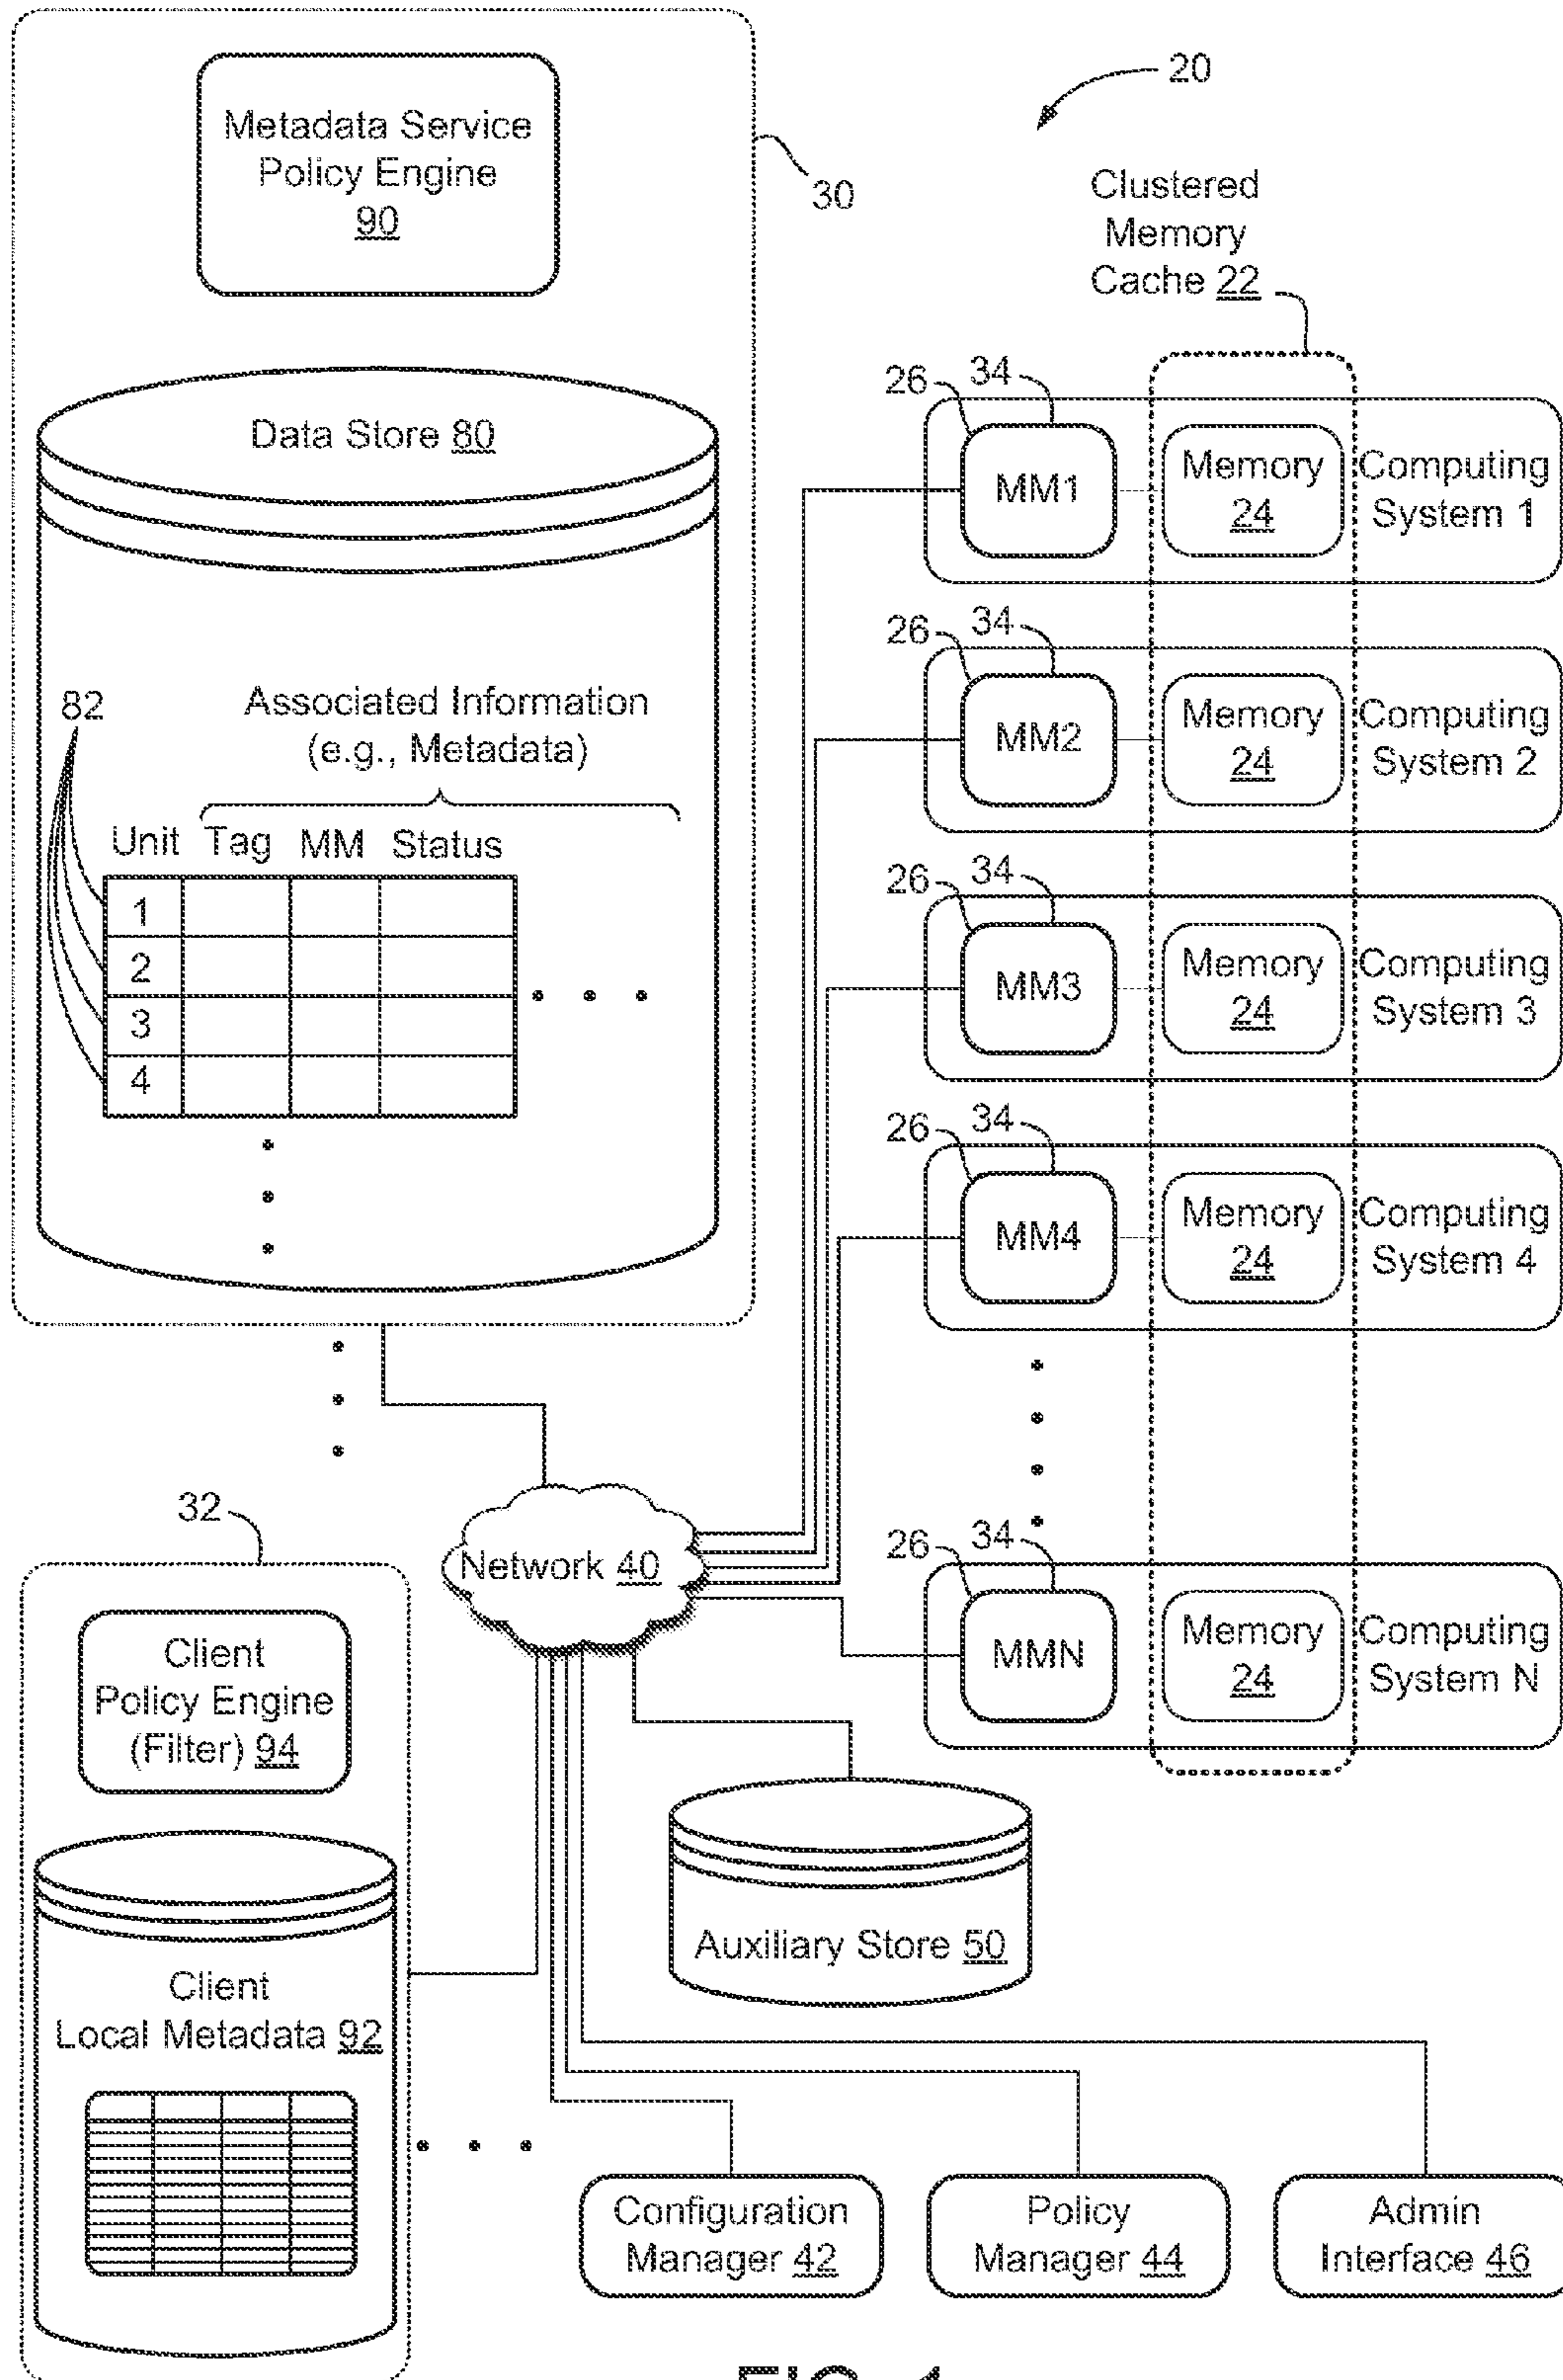 Metadata Service
Policy Engine
90
30
20
Clustered
Memory
Cache 22
Data Store 80
82
Associated Information
(e.g., Metadata)
Unit Tag MM Status
1
2
3
4
26 34
MM1
Memory
24
Computing
System 1
26 34
MM2
Memory
24
Computing
System 2
26 34
MM3
Memory
24
Computing
System 3
26 34
MM4
Memory
24
Computing
System 4
26 34
MMN
Memory
24
Computing
System N
Network 40
32
Client
Policy Engine
(Filter) 94
Client
Local Metadata 92
Auxiliary Store 50
Configuration
Manager 42
Policy
Manager 44
Admin
Interface 46
FIG. 1